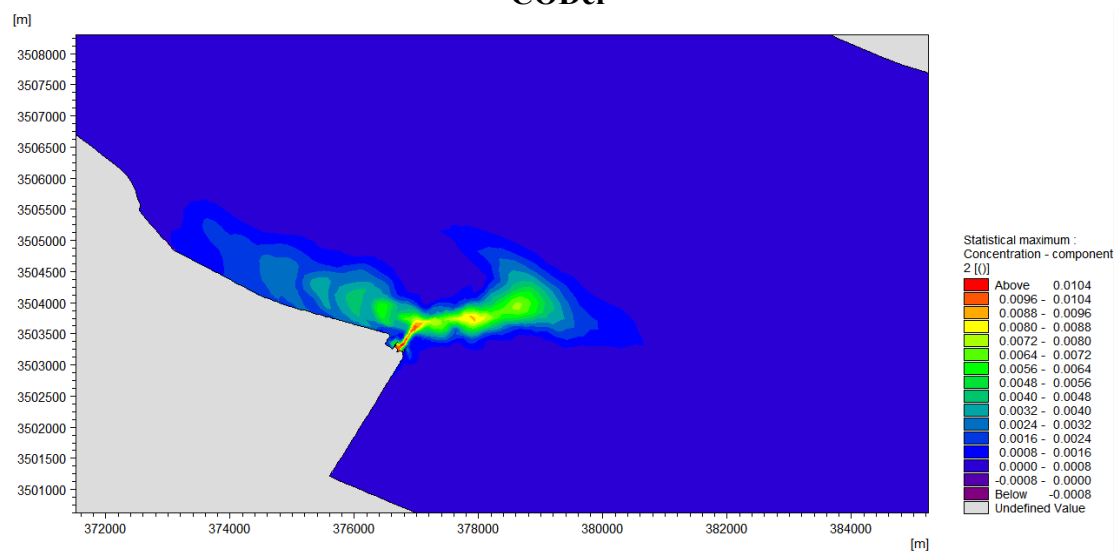 CODcr
[m]
3508000
3507500
3507000
3506500
3506000
3505500
3505000
3504500
3504000
3503500
3503000
3502500
3502000
3501500
3501000
372000 374000 376000 378000 380000 382000 384000
[m]
Statistical maximum :
Concentration - component
2 [()]
Above 0.0104
0.0096 - 0.0104
0.0088 - 0.0096
0.0080 - 0.0088
0.0072 - 0.0080
0.0064 - 0.0072
0.0056 - 0.0064
0.0048 - 0.0056
0.0040 - 0.0048
0.0032 - 0.0040
0.0024 - 0.0032
0.0016 - 0.0024
0.0008 - 0.0016
0.0000 - 0.0008
-0.0008 - 0.0000
Below -0.0008
Undefined Value